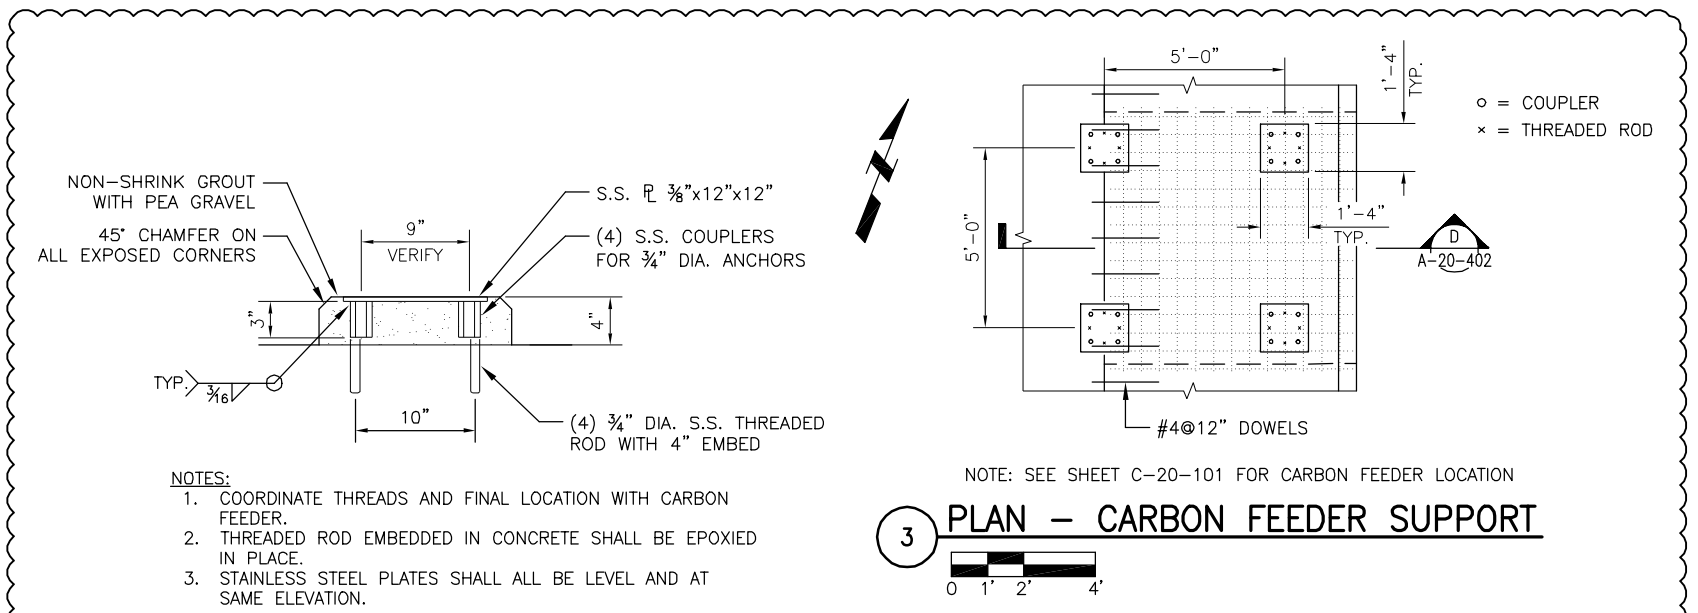 NON-SHRINK GROUT
WITH PEA GRAVEL
45° CHAMFER ON
ALL EXPOSED CORNERS
9"
VERIFY
S.S. PL 3/8"x12"x12"
(4) S.S. COUPLERS
FOR 3/4" DIA. ANCHORS
3"
4"
TYP.
3/16
10"
(4) 3/4" DIA. S.S. THREADED
ROD WITH 4" EMBED
NOTES:
1. COORDINATE THREADS AND FINAL LOCATION WITH CARBON
FEEDER.
2. THREADED ROD EMBEDDED IN CONCRETE SHALL BE EPOXIED
IN PLACE.
3. STAINLESS STEEL PLATES SHALL ALL BE LEVEL AND AT
SAME ELEVATION.
5'-0"
1'-4"
TYP.
o = COUPLER
× = THREADED ROD
5'-0"
1'-4"
TYP.
D
A-20-402
#4@12" DOWELS
NOTE: SEE SHEET C-20-101 FOR CARBON FEEDER LOCATION
3 PLAN - CARBON FEEDER SUPPORT
0 1' 2' 4'